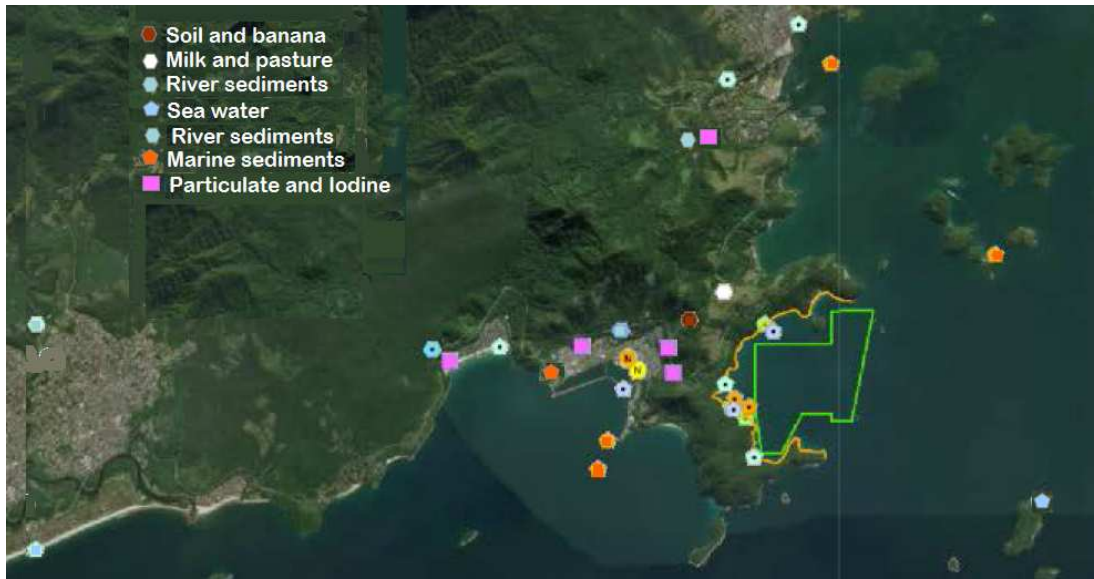 Soil and banana
Milk and pasture
River sediments
Sea water
River sediments
Marine sediments
Particulate and Iodine
N
N